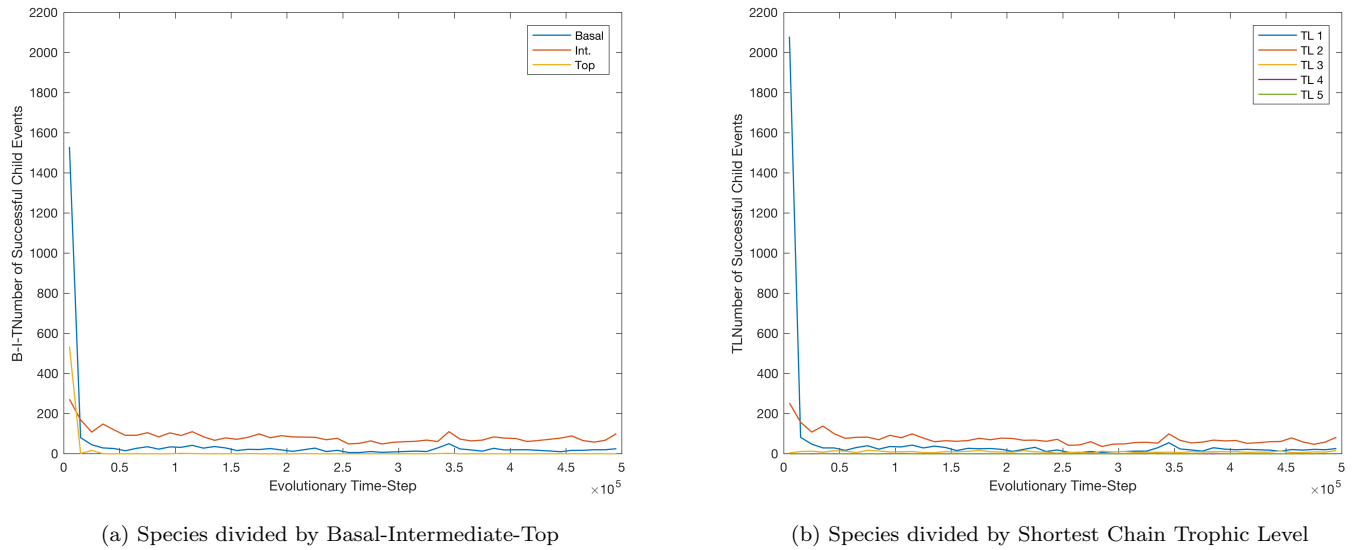 2200
2000
1800
1600
1400
1200
1000
800
600
400
200
0
B-I-TNumber of Successful Child Events
Basal
Int.
Top
0 0.5 1 1.5 2 2.5 3 3.5 4 4.5 5
Evolutionary Time-Step
×10^5
(a) Species divided by Basal-Intermediate-Top
2200
2000
1800
1600
1400
1200
1000
800
600
400
200
0
TLNumber of Successful Child Events
TL 1
TL 2
TL 3
TL 4
TL 5
0 0.5 1 1.5 2 2.5 3 3.5 4 4.5 5
Evolutionary Time-Step
×10^5
(b) Species divided by Shortest Chain Trophic Level